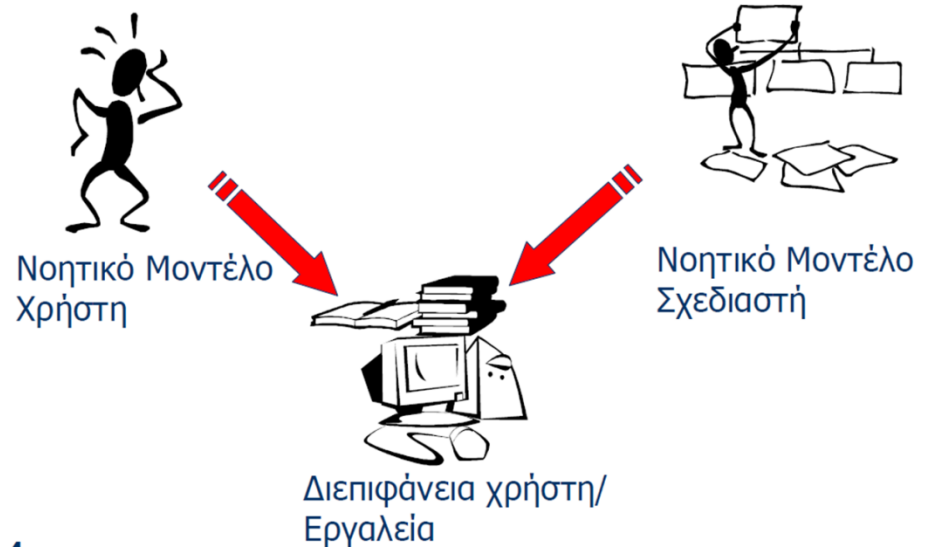 Νοητικό Μοντέλο
Χρήστη
Νοητικό Μοντέλο
Σχεδιαστή
Διεπιφάνεια χρήστη/
Εργαλεία